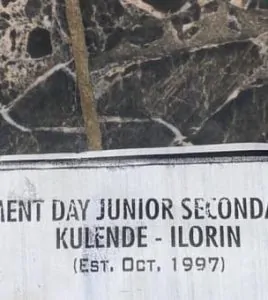 MENT DAY JUNIOR SECONDA
KULENDE - ILORIN
(EST. OCT, 1997)